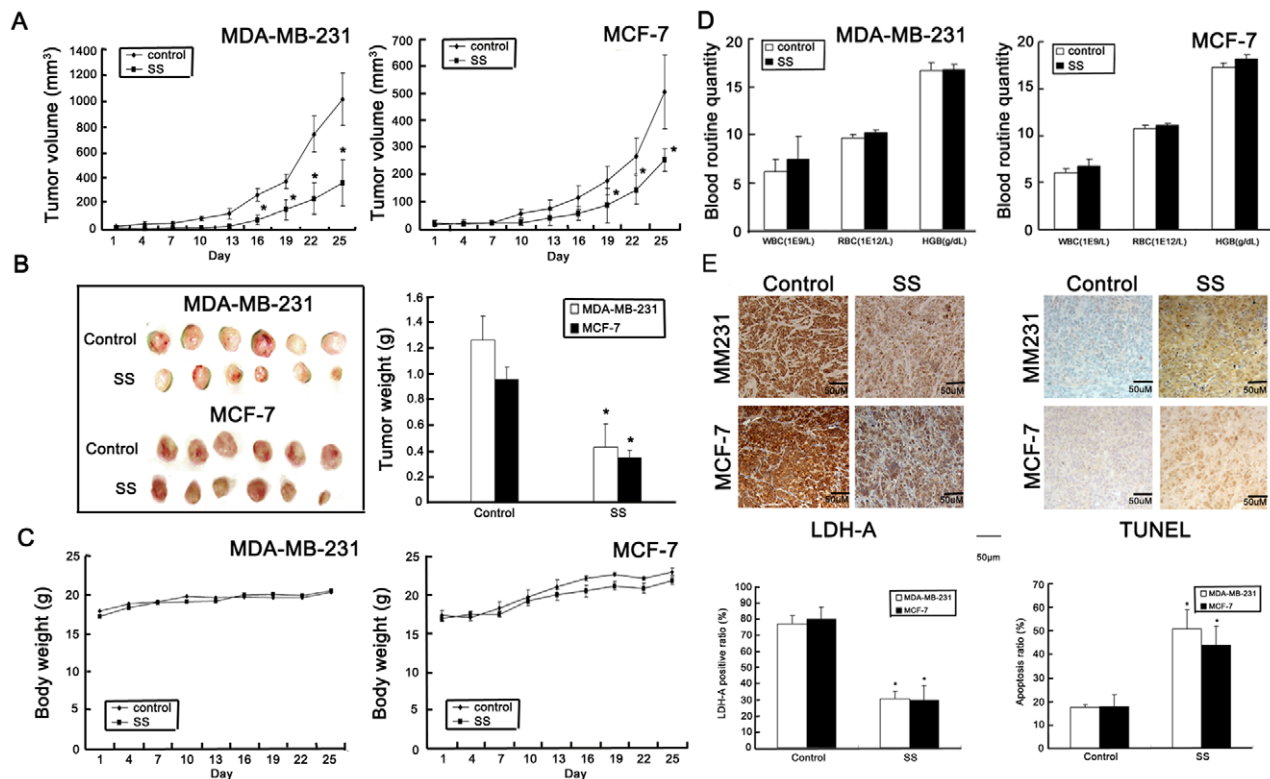 A
MDA-MB-231
control
SS
Tumor volume (mm³)
1400
1200
1000
800
600
400
200
0
*
*
*
*
1 4 7 10 13 16 19 22 25
Day
MCF-7
control
SS
Tumor volume (mm³)
700
600
500
400
300
200
100
0
*
*
*
1 4 7 10 13 16 19 22 25
Day
B
MDA-MB-231
Control
SS
MCF-7
Control
SS
Tumor weight (g)
1.6
1.4
1.2
1.0
0.8
0.6
0.4
0.2
0
MDA-MB-231
MCF-7
* *
Control SS
C
MDA-MB-231
Body weight (g)
25
20
15
10
5
0
control
SS
1 4 7 10 13 16 19 22 25
Day
MCF-7
Body weight (g)
25
20
15
10
5
0
control
SS
1 4 7 10 13 16 19 22 25
Day
D
MDA-MB-231
control
SS
Blood routine quantity
20
15
10
5
0
WBC(1E9/L) RBC(1E12/L) HGB(g/dL)
MCF-7
control
SS
Blood routine quantity
20
15
10
5
0
WBC(1E9/L) RBC(1E12/L) HGB(g/dL)
E
Control SS
MM231
50uM 50uM
MCF-7
50uM 50uM
LDH-A
Control SS
MM231
50uM 50uM
MCF-7
50uM 50uM
TUNEL
50μm
LDH-A positive ratio (%)
100
90
80
70
60
50
40
30
20
10
0
MDA-MB-231
MCF-7
* *
Control SS
Apoptosis ratio (%)
60
50
40
30
20
10
0
MDA-MB-231
MCF-7
* *
Control SS